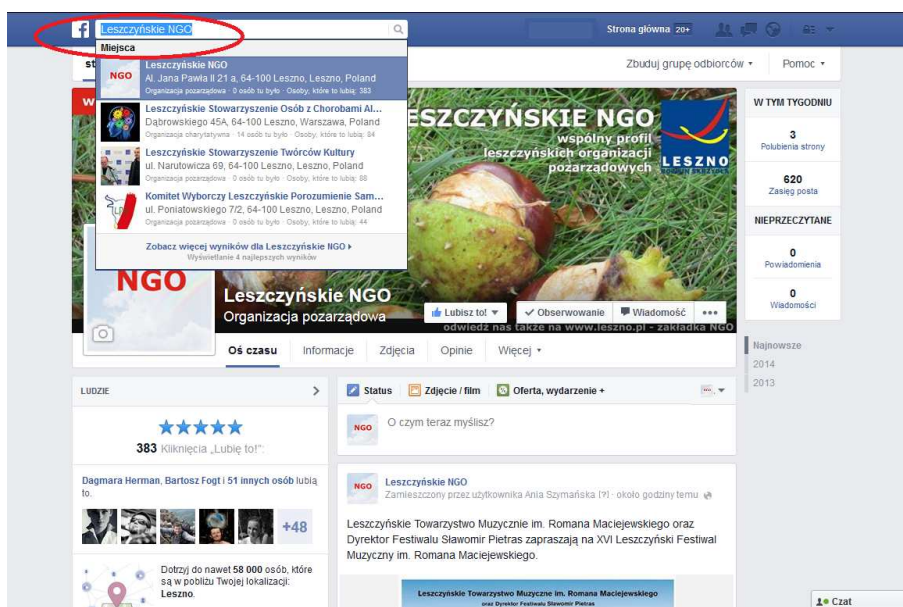 Leszczyńskie NGO
Strona główna 20+
Miejsca
Leszczyńskie NGO
Al. Jana Pawła II 21 a, 64-100 Leszno, Leszno, Poland
Organizacja pozarządowa · 0 osób tu było · Osoby, które to lubią: 383
Leszczyńskie Stowarzyszenie Osób z Chorobami Al...
Dąbrowskiego 45A, 64-100 Leszno, Warszawa, Poland
Organizacja charytatywna · 14 osób tu było · Osoby, które to lubią: 84
Leszczyńskie Stowarzyszenie Twórców Kultury
ul. Narutowicza 69, 64-100 Leszno, Leszno, Poland
Organizacja pozarządowa · 0 osób tu było · Osoby, które to lubią: 88
Komitet Wyborczy Leszczyńskie Porozumienie Sam...
ul. Poniatowskiego 7/2, 64-100 Leszno, Leszno, Poland
Organizacja pozarządowa · 0 osób tu było · Osoby, które to lubią: 44
Zobacz więcej wyników dla Leszczyńskie NGO
Wyświetlanie 4 najlepszych wyników
Zbuduj grupę odbiorców
Pomoc
ESZCZYŃSKIE NGO
wspólny profil
leszczyńskich organizacji
pozarządowych
LESZNO
ROZWIŃ SKRZYDŁA
NGO
NGO
Leszczyńskie NGO
Organizacja pozarządowa
Lubisz to!
Obserwowanie
Wiadomość
odwiedź nas także na www.leszno.pl - zakładka NGO
Oś czasu
Informacje
Zdjęcia
Opinie
Więcej
W TYM TYGODNIU
3
Polubienia strony
620
Zasięg posta
NIEPRZECZYTANE
0
Powiadomienia
0
Wiadomości
Najnowsze
2014
2013
LUDZIE
383 Kliknięcia „Lubię to!”:
Dagmara Herman, Bartosz Fogt i 51 innych osób lubią
to.
+48
Dotrzyj do nawet 58 000 osób, które
są w pobliżu Twojej lokalizacji:
Leszno.
Status
Zdjęcie / film
Oferta, wydarzenie +
NGO
O czym teraz myślisz?
NGO
Leszczyńskie NGO
Zamieszczony przez użytkownika Ania Szymańska [?] · około godziny temu
Leszczyńskie Towarzystwo Muzycznie im. Romana Maciejewskiego oraz
Dyrektor Festiwalu Sławomir Pietras zapraszają na XVI Leszczyński Festiwal
Muzyczny im. Romana Maciejewskiego.
Leszczyńskie Towarzystwo Muzyczne im. Romana Maciejewskiego
oraz Dyrektor Festiwalu Sławomir Pietras
Czat